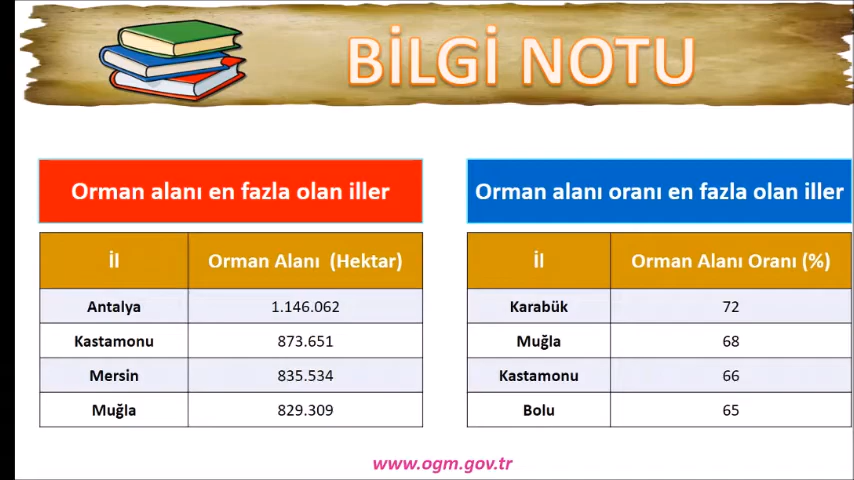 BİLGİ NOTU
Orman alanı en fazla olan iller
İl Orman Alanı (Hektar)
Antalya 1.146.062
Kastamonu 873.651
Mersin 835.534
Muğla 829.309
Orman alanı oranı en fazla olan iller
İl Orman Alanı Oranı (%)
Karabük 72
Muğla 68
Kastamonu 66
Bolu 65
www.ogm.gov.tr